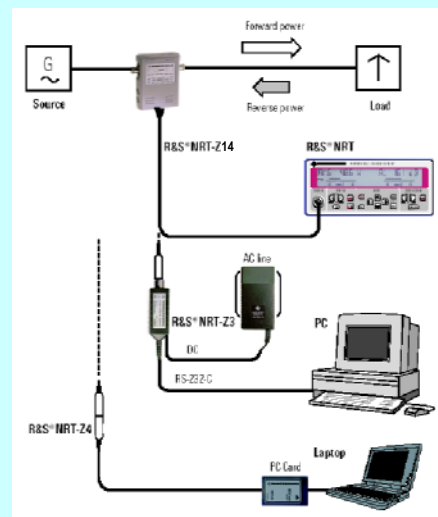 Forward power
G
~
Source
Reverse power
Load
R&S®NRT-Z14
R&S®NRT
AC line
R&S®NRT-Z3
PC
DC
RS-232-C
R&S®NRT-Z4
Laptop
PC Card